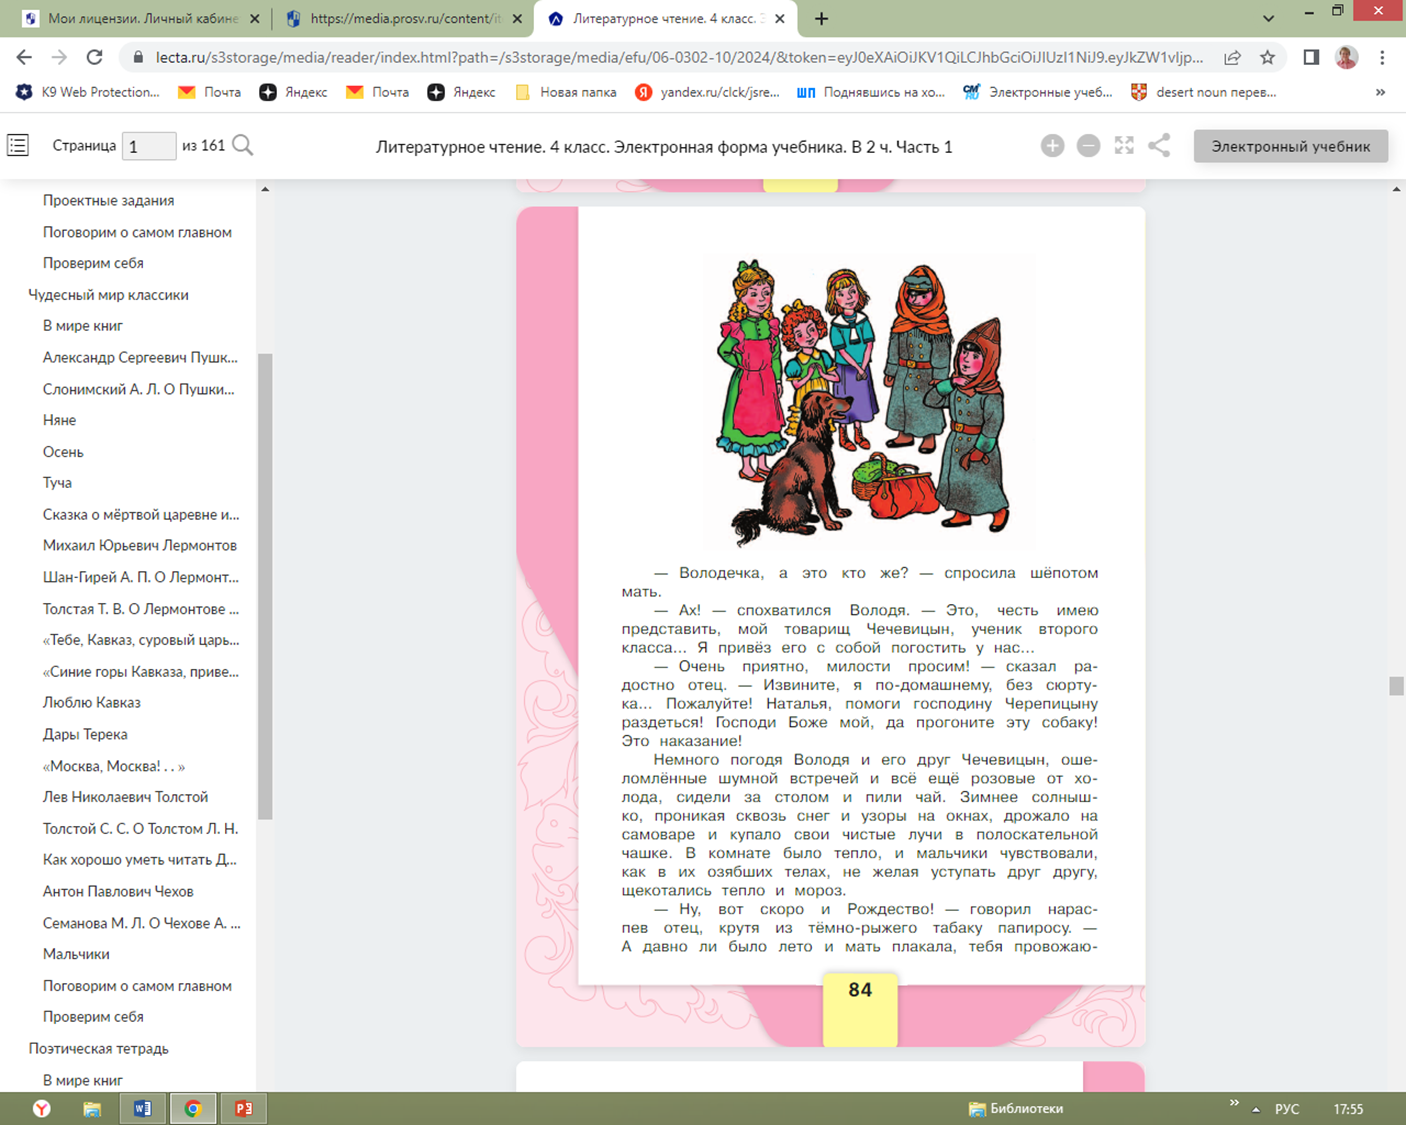 Мои лицензии. Личный кабине
https://media.prosv.ru/content/it
Литературное чтение. 4 класс. Э
lecta.ru/s3storage/media/reader/index.html?path=/s3storage/media/efu/06-0302-10/2024/&token=eyJ0eXAiOiJKV1QiLCJhbGciOiJIUzI1NiJ9.eyJkZW1vIjp...
K9 Web Protection... Почта Яндекс Почта Яндекс Новая папка yandex.ru/clck/jsre... Поднявшись на хо... Электронные учеб... desert noun перев... »
Страница 1 из 161
Литературное чтение. 4 класс. Электронная форма учебника. В 2 ч. Часть 1
Электронный учебник
Проектные задания
Поговорим о самом главном
Проверим себя
Чудесный мир классики
В мире книг
Александр Сергеевич Пушк...
Слонимский А. Л. О Пушки...
Няне
Осень
Туча
Сказка о мёртвой царевне и...
Михаил Юрьевич Лермонтов
Шан-Гирей А. П. О Лермонт...
Толстая Т. В. О Лермонтове ...
«Тебе, Кавказ, суровый царь...
«Синие горы Кавказа, приве...
Люблю Кавказ
Дары Терека
«Москва, Москва! . . »
Лев Николаевич Толстой
Толстой С. С. О Толстом Л. Н.
Как хорошо уметь читать Д...
Антон Павлович Чехов
Семанова М. Л. О Чехове А. ...
Мальчики
Поговорим о самом главном
Проверим себя
Поэтическая тетрадь
В мире книг
— Володечка, а это кто же? — спросила шёпотом
мать.
— Ах! — спохватился Володя. — Это, честь имею
представить, мой товарищ Чечевицын, ученик второго
класса... Я привёз его с собой погостить у нас...
— Очень приятно, милости просим! — сказал ра-
достно отец. — Извините, я по-домашнему, без сюрту-
ка... Пожалуйте! Наталья, помоги господину Черепицыну
раздеться! Господи Боже мой, да прогоните эту собаку!
Это наказание!
Немного погодя Володя и его друг Чечевицын, оше-
ломлённые шумной встречей и всё ещё розовые от хо-
лода, сидели за столом и пили чай. Зимнее солныш-
ко, проникая сквозь снег и узоры на окнах, дрожало на
самоваре и купало свои чистые лучи в полоскательной
чашке. В комнате было тепло, и мальчики чувствовали,
как в их озябших телах, не желая уступать друг другу,
щекотались тепло и мороз.
— Ну, вот скоро и Рождество! — говорил нарас-
пев отец, крутя из тёмно-рыжего табаку папиросу. —
А давно ли было лето и мать плакала, тебя провожаю-
84
Библиотеки
» РУС 17:55